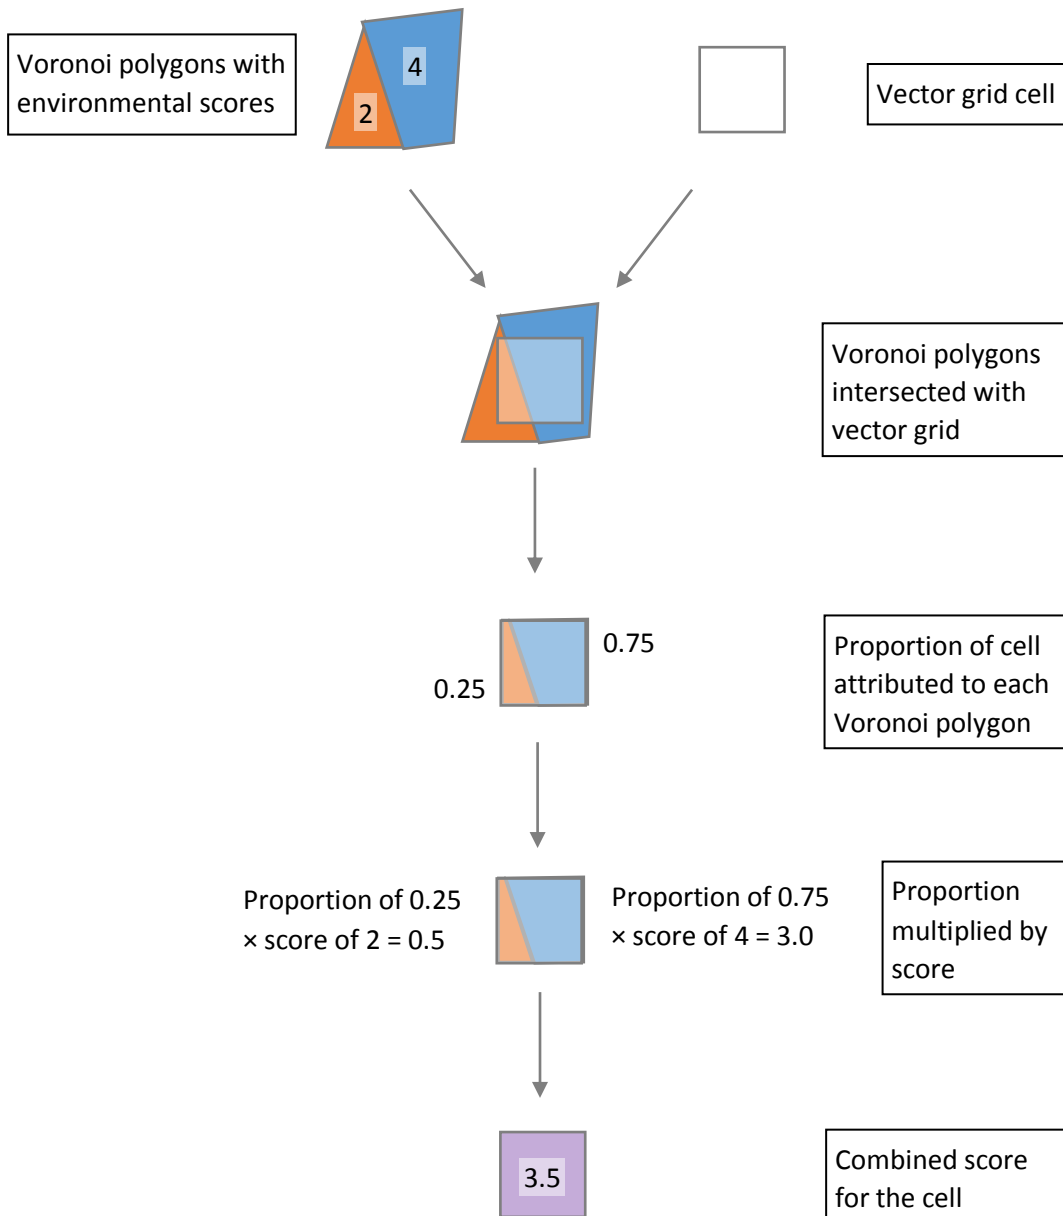 Voronoi polygons with
environmental scores
4
2
Vector grid cell
Voronoi polygons
intersected with
vector grid
0.75
0.25
Proportion of cell
attributed to each
Voronoi polygon
Proportion of 0.25
× score of 2 = 0.5
Proportion of 0.75
× score of 4 = 3.0
Proportion
multiplied by
score
3.5
Combined score
for the cell